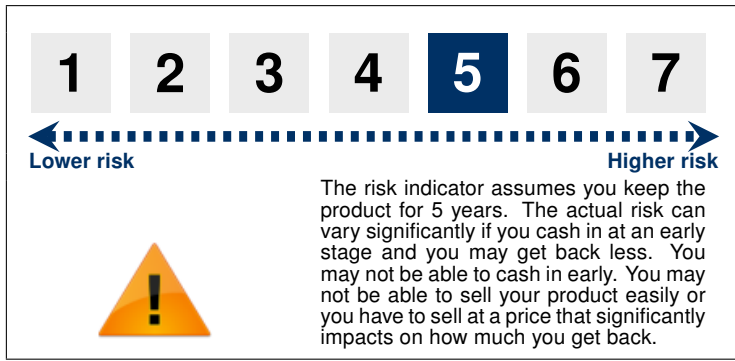 1 2 3 4 5 6 7
Lower risk Higher risk
The risk indicator assumes you keep the
product for 5 years. The actual risk can
vary significantly if you cash in at an early
stage and you may get back less. You
may not be able to cash in early. You may
not be able to sell your product easily or
you have to sell at a price that significantly
impacts on how much you get back.
!